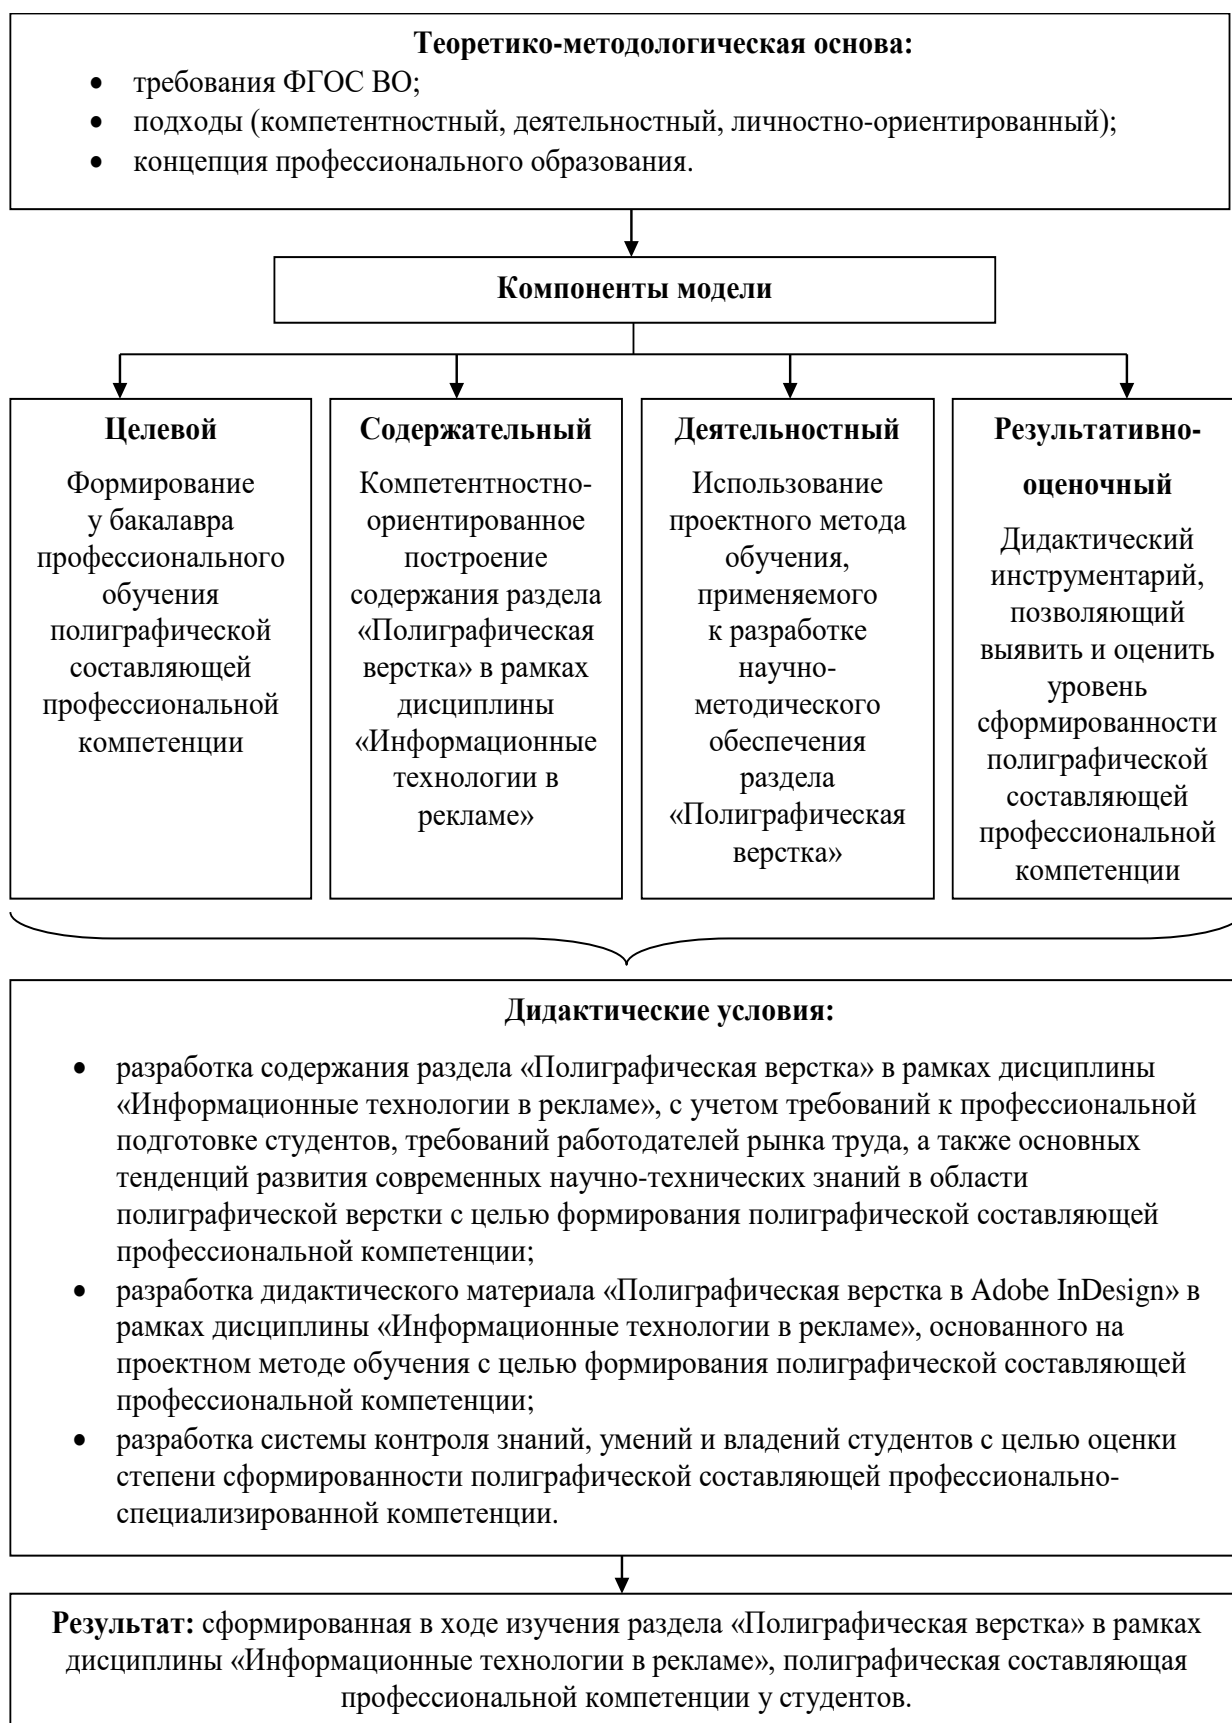 Теоретико-методологическая основа:
• требования ФГОС ВО;
• подходы (компетентностный, деятельностный, личностно-ориентированный);
• концепция профессионального образования.
Компоненты модели
Целевой
Формирование
у бакалавра
профессионального
обучения
полиграфической
составляющей
профессиональной
компетенции
Содержательный
Компетентностно-
ориентированное
построение
содержания раздела
«Полиграфическая
верстка» в рамках
дисциплины
«Информационные
технологии в
рекламе»
Деятельностный
Использование
проектного метода
обучения,
применяемого
к разработке
научно-
методического
обеспечения
раздела
«Полиграфическая
верстка»
Результативно-
оценочный
Дидактический
инструментарий,
позволяющий
выявить и оценить
уровень
сформированности
полиграфической
составляющей
профессиональной
компетенции
Дидактические условия:
• разработка содержания раздела «Полиграфическая верстка» в рамках дисциплины
«Информационные технологии в рекламе», с учетом требований к профессиональной
подготовке студентов, требований работодателей рынка труда, а также основных
тенденций развития современных научно-технических знаний в области
полиграфической верстки с целью формирования полиграфической составляющей
профессиональной компетенции;
• разработка дидактического материала «Полиграфическая верстка в Adobe InDesign» в
рамках дисциплины «Информационные технологии в рекламе», основанного на
проектном методе обучения с целью формирования полиграфической составляющей
профессиональной компетенции;
• разработка системы контроля знаний, умений и владений студентов с целью оценки
степени сформированности полиграфической составляющей профессионально-
специализированной компетенции.
Результат: сформированная в ходе изучения раздела «Полиграфическая верстка» в рамках
дисциплины «Информационные технологии в рекламе», полиграфическая составляющая
профессиональной компетенции у студентов.